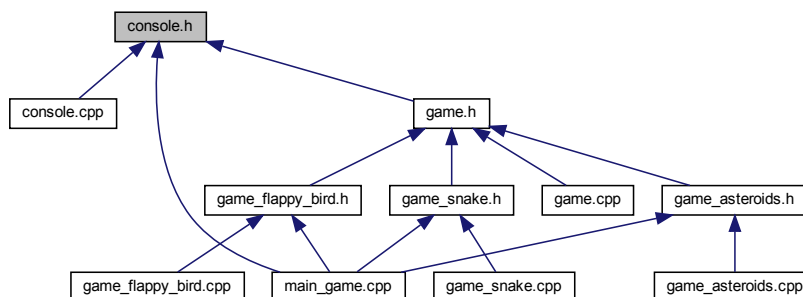 console.h
console.cpp
game.h
game_flappy_bird.h
game_snake.h
game.cpp
game_asteroids.h
game_flappy_bird.cpp
main_game.cpp
game_snake.cpp
game_asteroids.cpp